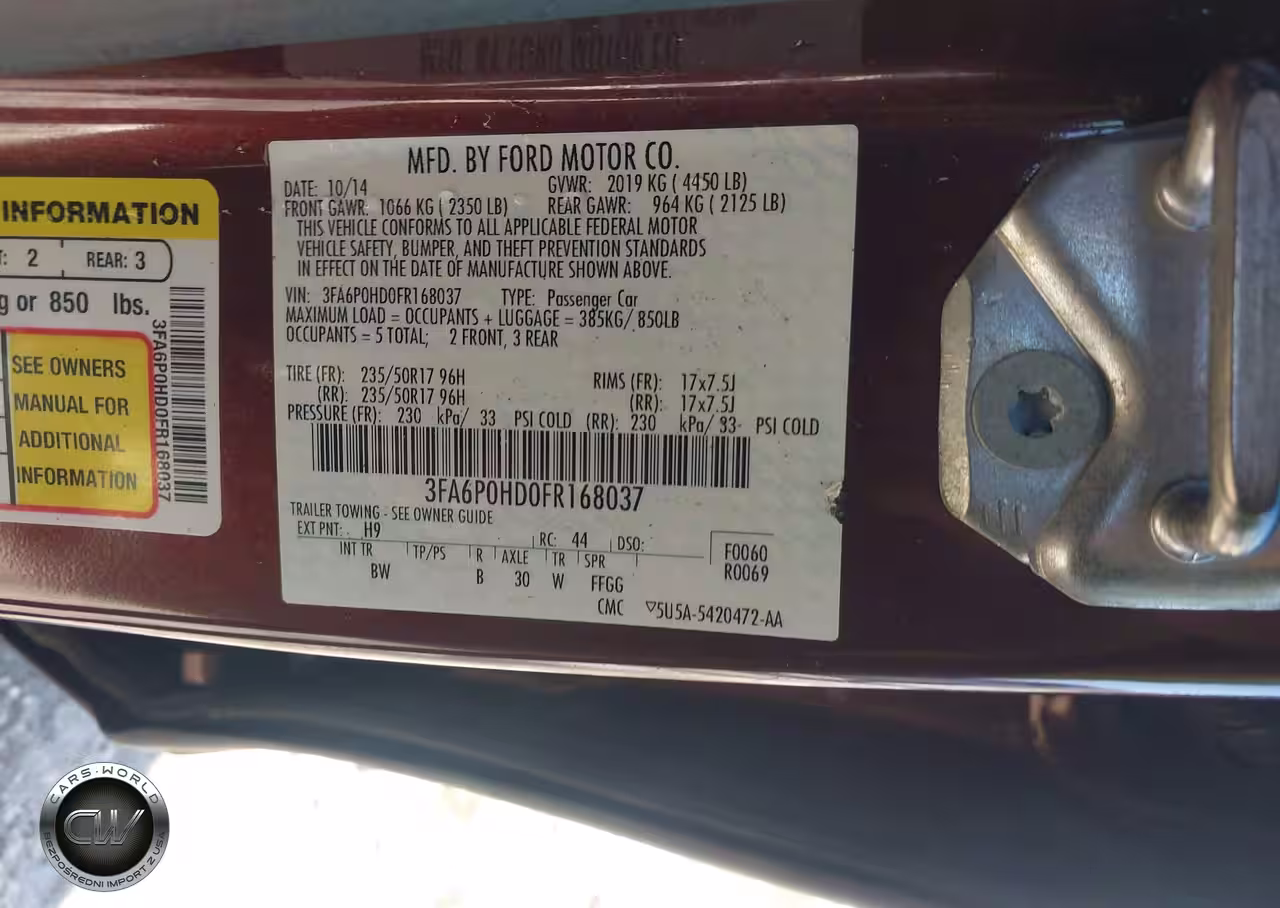 MFD. BY FORD MOTOR CO.
DATE: 10/14 GVWR: 2019 KG ( 4450 LB)
FRONT GAWR: 1066 KG ( 2350 LB) REAR GAWR: 964 KG ( 2125 LB)
THIS VEHICLE CONFORMS TO ALL APPLICABLE FEDERAL MOTOR
VEHICLE SAFETY, BUMPER, AND THEFT PREVENTION STANDARDS
IN EFFECT ON THE DATE OF MANUFACTURE SHOWN ABOVE.
VIN: 3FA6P0HD0FR168037 TYPE: Passenger Car
MAXIMUM LOAD = OCCUPANTS + LUGGAGE = 385KG/ 850LB
OCCUPANTS = 5 TOTAL; 2 FRONT, 3 REAR
TIRE (FR): 235/50R17 96H RIMS (FR): 17x7.5J
(RR): 235/50R17 96H (RR): 17x7.5J
PRESSURE (FR): 230 kPa/ 33 PSI COLD (RR): 230 kPa/ 33 PSI COLD
3FA6P0HD0FR168037
TRAILER TOWING - SEE OWNER GUIDE
EXT PNT: H9 RC: 44 DSO: F0060
INT TR TP/PS R AXLE TR SPR R0069
BW B 30 W FFGG
CMC ▽5U5A-5420472-AA
INFORMATION
2 REAR: 3
g or 850 lbs.
SEE OWNERS
MANUAL FOR
ADDITIONAL
INFORMATION
3FA6P0HD0FR168037
CARS·WORLD
CW
BEZPOŚREDNI IMPORT Z USA